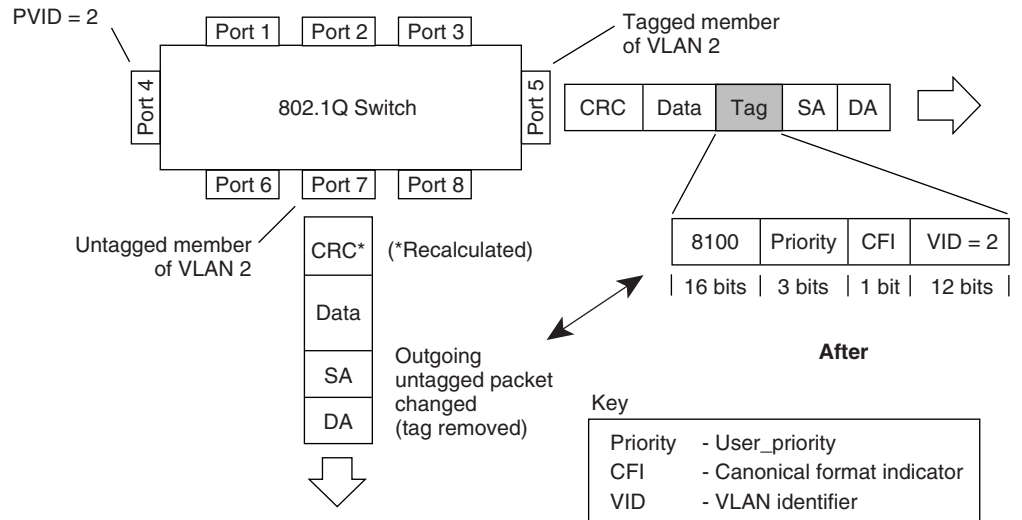 PVID = 2
Port 1
Port 2
Port 3
Tagged member
of VLAN 2
Port 4
802.1Q Switch
Port 5
CRC
Data
Tag
SA
DA
Port 6
Port 7
Port 8
Untagged member
of VLAN 2
CRC*
(*Recalculated)
Data
SA
DA
8100
Priority
CFI
VID = 2
16 bits
3 bits
1 bit
12 bits
After
Outgoing
untagged packet
changed
(tag removed)
Key
Priority - User_priority
CFI - Canonical format indicator
VID - VLAN identifier